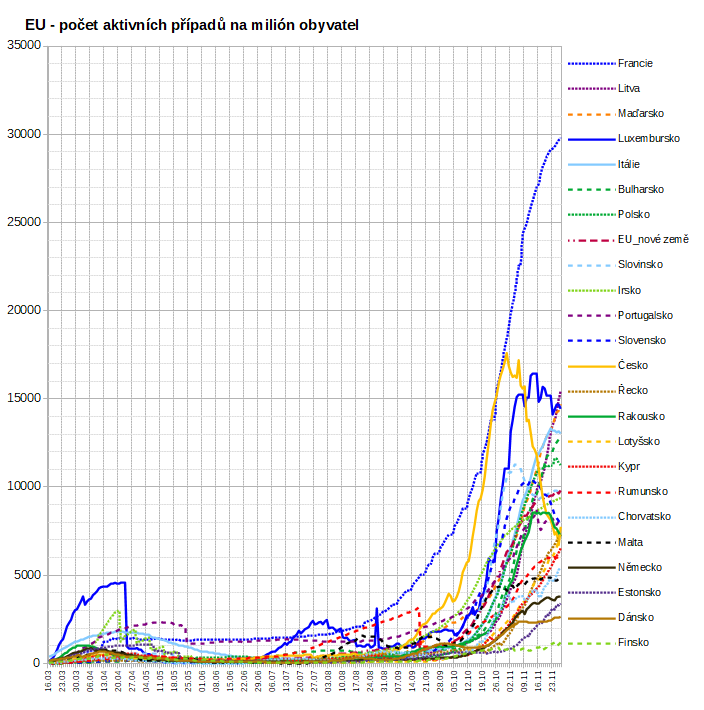 EU - počet aktivních případů na milión obyvatel
35000
30000
25000
20000
15000
10000
5000
0
16.03
23.03
30.03
06.04
13.04
20.04
27.04
04.05
11.05
18.05
25.05
01.06
08.06
15.06
22.06
29.06
06.07
13.07
20.07
27.07
03.08
10.08
17.08
24.08
31.08
07.09
14.09
21.09
28.09
05.10
12.10
19.10
26.10
02.11
09.11
16.11
23.11
Francie
Litva
Maďarsko
Luxembursko
Itálie
Bulharsko
Polsko
EU_nové země
Slovinsko
Irsko
Portugalsko
Slovensko
Česko
Řecko
Rakousko
Lotyšsko
Kypr
Rumunsko
Chorvatsko
Malta
Německo
Estonsko
Dánsko
Finsko